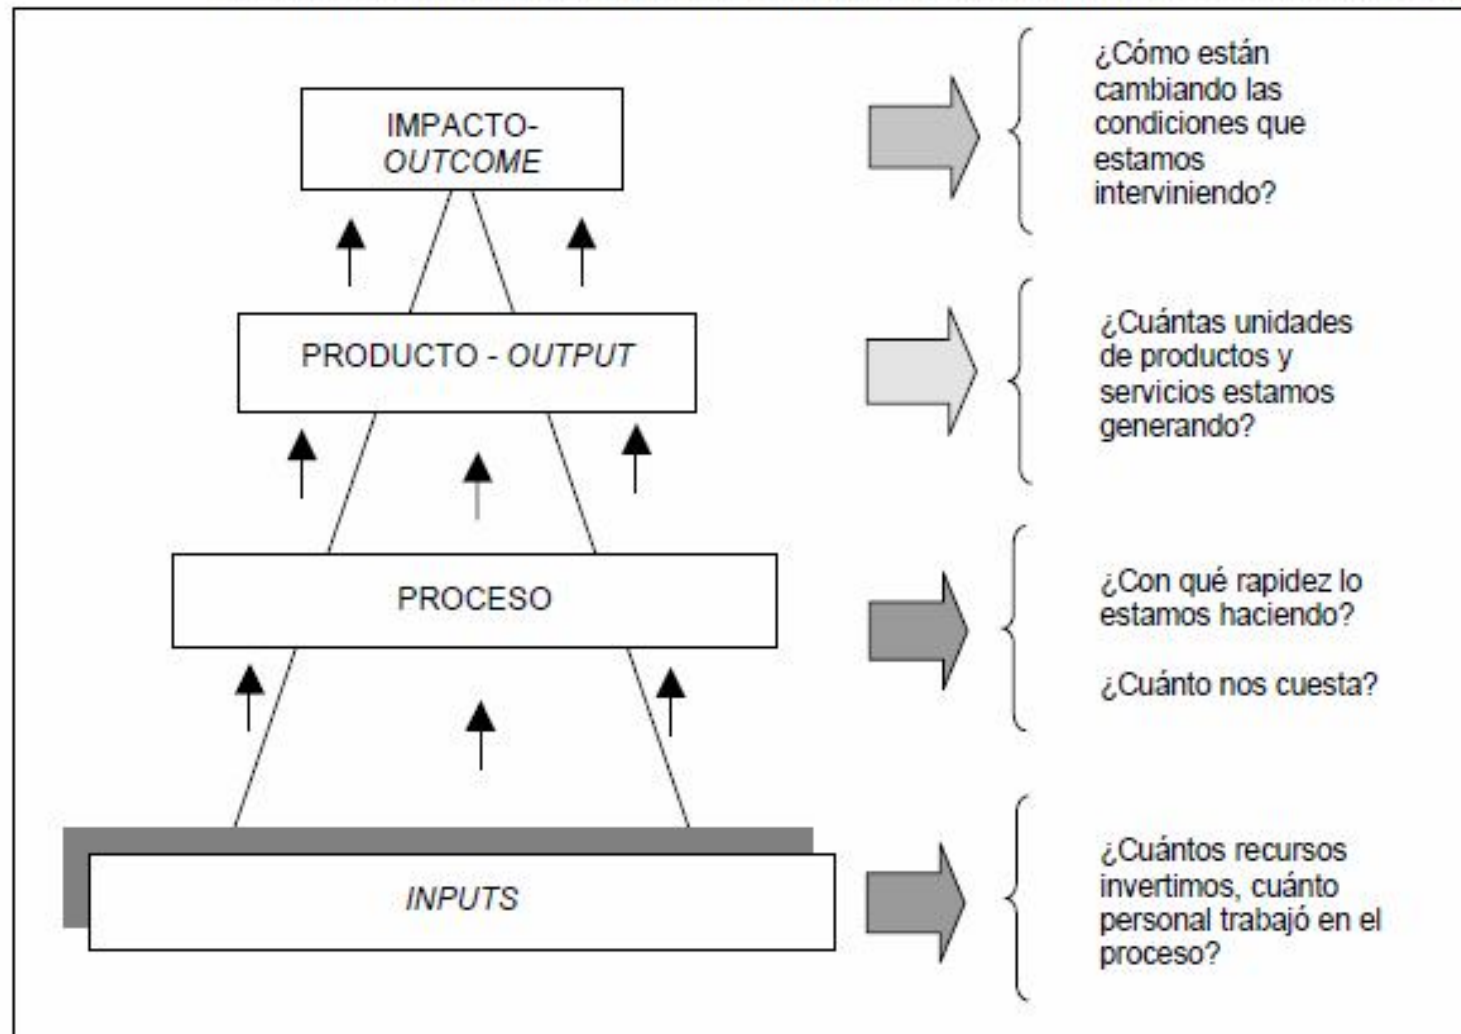 IMPACTO-
OUTCOME
¿Cómo están
cambiando las
condiciones que
estamos
interviniendo?
PRODUCTO - OUTPUT
¿Cuántas unidades
de productos y
servicios estamos
generando?
PROCESO
¿Con qué rapidez lo
estamos haciendo?
¿Cuánto nos cuesta?
INPUTS
¿Cuántos recursos
invertimos, cuánto
personal trabajó en el
proceso?